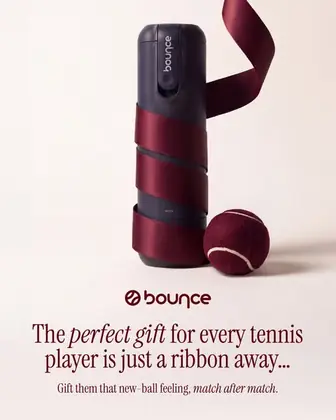 bounce
bounce
The perfect gift for every tennis
player is just a ribbon away...
Gift them that new-ball feeling, match after match.